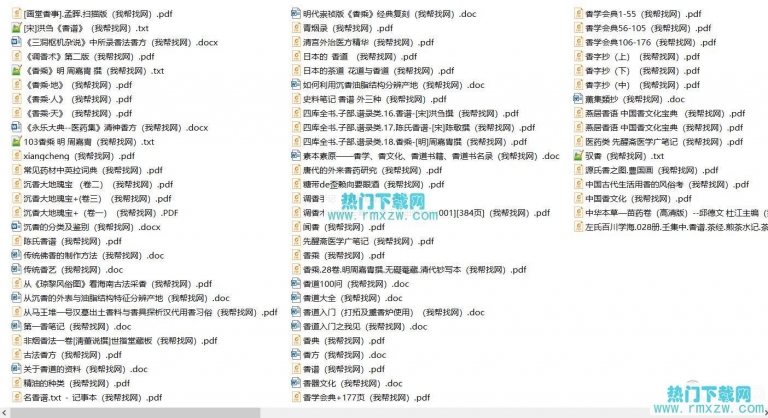 [画堂香事].孟晖.扫描版（我帮找网）.pdf
[宋]洪刍《香谱》（我帮找网）.txt
《三洞枢机杂说》中所录香法香方（我帮找网）.docx
《调香术》第二版（我帮找网）.pdf
《香乘》明 周嘉胄 撰（我帮找网）.txt
《香乘·地》（我帮找网）.pdf
《香乘·人》（我帮找网）.pdf
《香乘·天》（我帮找网）.pdf
《永乐大典--医药集》清神香方（我帮找网）.docx
103香乘 明 周嘉胄（我帮找网）.txt
xiangcheng（我帮找网）.pdf
常见药材中英拉词典（我帮找网）.pdf
沉香大地瑰宝（卷二）（我帮找网）.pdf
沉香大地瑰宝+(卷三)（我帮找网）.pdf
沉香大地瑰宝+（卷一）（我帮找网）.PDF
沉香的分类及鉴别（我帮找网）.doc
陈氏香谱（我帮找网）.pdf
传统佛香的制作方法（我帮找网）.doc
传统香艺（我帮找网）.doc
从《琼黎风俗图》看海南古法采香（我帮找网）.pdf
从沉香的外表与油脂结构特征分辨产地（我帮找网）.doc
从马王堆一号汉墓出土香料与香具探析汉代用香习俗（我帮找网）.pdf
第一香笔记（我帮找网）.doc
非烟香法一卷[清董说撰]世揩堂藏板（我帮找网）.pdf
古法香方（我帮找网）.pdf
关于香道的资料（我帮找网）.doc
精油的种类（我帮找网）.pdf
名香谱.txt - 记事本（我帮找网）.pdf
明代崇祯版《香乘》经典复刻（我帮找网）.doc
青烟录（我帮找网）.pdf
清宫外治医方精华（我帮找网）.pdf
日本的 香道（我帮找网）.pdf
日本的茶道 花道与香道（我帮找网）.pdf
如何利用沉香油脂结构分辨产地（我帮找网）.doc
史料笔记 香谱 外三种（我帮找网）.pdf
四库全书.子部.谱录类.16.香谱-[宋]洪刍撰（我帮找网）.pdf
四库全书.子部.谱录类.17.陈氏香谱-[宋]陈敬撰（我帮找网）.pdf
四库全书.子部.谱录类.18.香乘-[明]周嘉胄撰（我帮找网）.pdf
素本素原——香学、香文化、香道书籍、香道书名录（我帮找网）.doc
唐代的外来香药研究（我帮找网）.pdf
糖带de歪鞄向要眼酒（我帮找网）.pdf
调香
调香术 001][384页]（我帮找网）.pdf
闻香（我帮找网）.pdf
先醒斋医学广笔记（我帮找网）.pdf
香乘（我帮找网）.pdf
香乘.28卷.明周嘉胄撰.无碍菴藏.清代钞写本（我帮找网）.pdf
香道100问（我帮找网）.doc
香道大全（我帮找网）.doc
香道入门（打拓及熏香炉使用）（我帮找网）.doc
香道入门之我见（我帮找网）.doc
香典（我帮找网）.pdf
香方（我帮找网）.doc
香谱（我帮找网）.doc
香器文化（我帮找网）.doc
香学会典+177页（我帮找网）.pdf
香学会典1-55（我帮找网）.pdf
香学会典56-105（我帮找网）.pdf
香学会典106-176（我帮找网）.pdf
香字抄（上）（我帮找网）.pdf
香字抄（下）（我帮找网）.pdf
香字抄（中）（我帮找网）.pdf
薰集類抄（我帮找网）.doc
燕居香语 中国香文化宝典（我帮找网）.pdf
燕层香语 中国香文化宝典（我帮找网）.pdf
医药类 先醒斋医学广笔记（我帮找网）.pdf
驭香（我帮找网）.txt
源氏香之图.豊国画（我帮找网）.pdf
中国古代生活用香的风俗考（我帮找网）.pdf
中国香文化（我帮找网）.pdf
中华本草—苗药卷（高清版）--邱德文 杜江主编（我
左氏百川学海.028册.壬集中.香谱.茶经.煎茶水记.茶
热门下载网
www.rmxzw.com
热门下载网
www.rmxzw.com